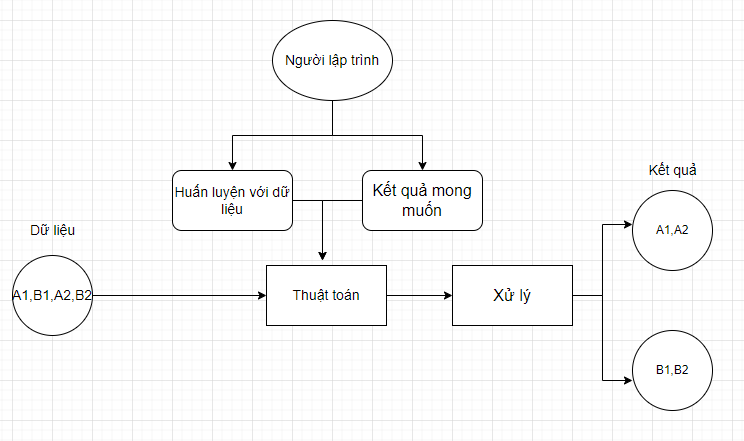 Người lập trình
Huấn luyện với dữ
liệu
Kết quả mong
muốn
Kết quả
Dữ liệu
A1,A2
A1,B1,A2,B2
Thuật toán
Xử lý
B1,B2